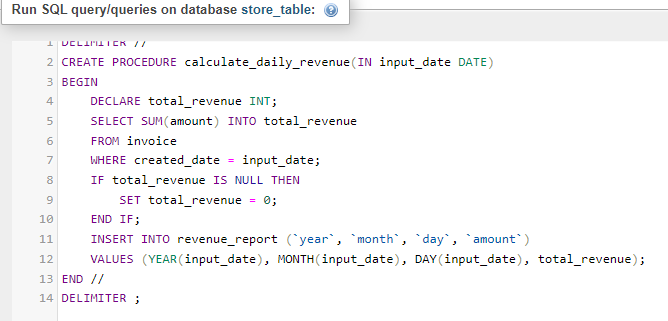 Run SQL query/queries on database store_table:
1 DELIMITER //
2 CREATE PROCEDURE calculate_daily_revenue(IN input_date DATE)
3 BEGIN
4     DECLARE total_revenue INT;
5     SELECT SUM(amount) INTO total_revenue
6     FROM invoice
7     WHERE created_date = input_date;
8     IF total_revenue IS NULL THEN
9         SET total_revenue = 0;
10     END IF;
11     INSERT INTO revenue_report (`year`, `month`, `day`, `amount`)
12     VALUES (YEAR(input_date), MONTH(input_date), DAY(input_date), total_revenue);
13 END //
14 DELIMITER ;